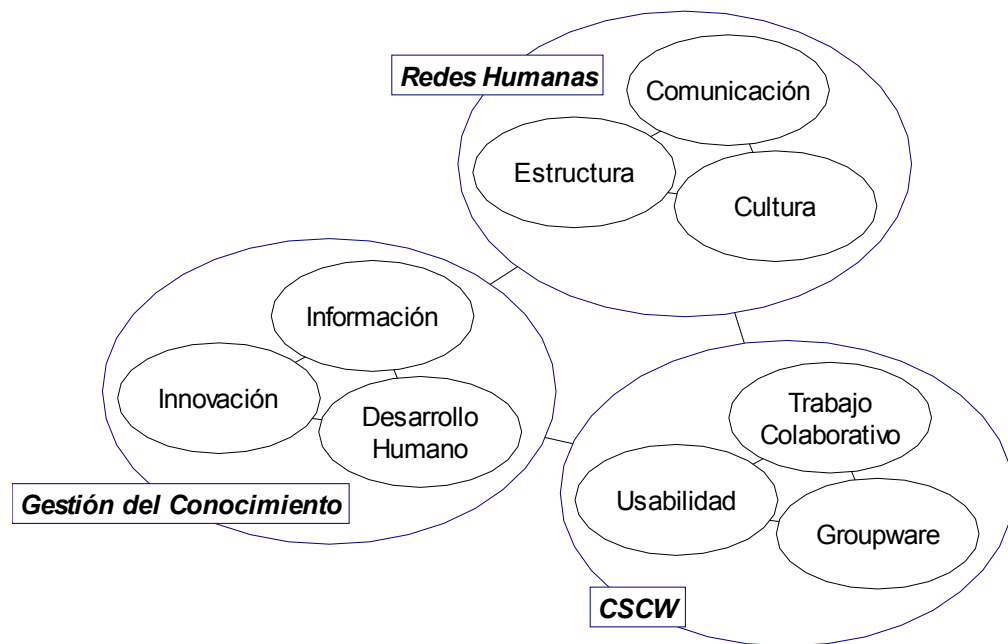 Redes Humanas
Comunicación
Estructura
Cultura
Información
Innovación
Desarrollo
Humano
Gestión del Conocimiento
Trabajo
Colaborativo
Usabilidad
Groupware
CSCW